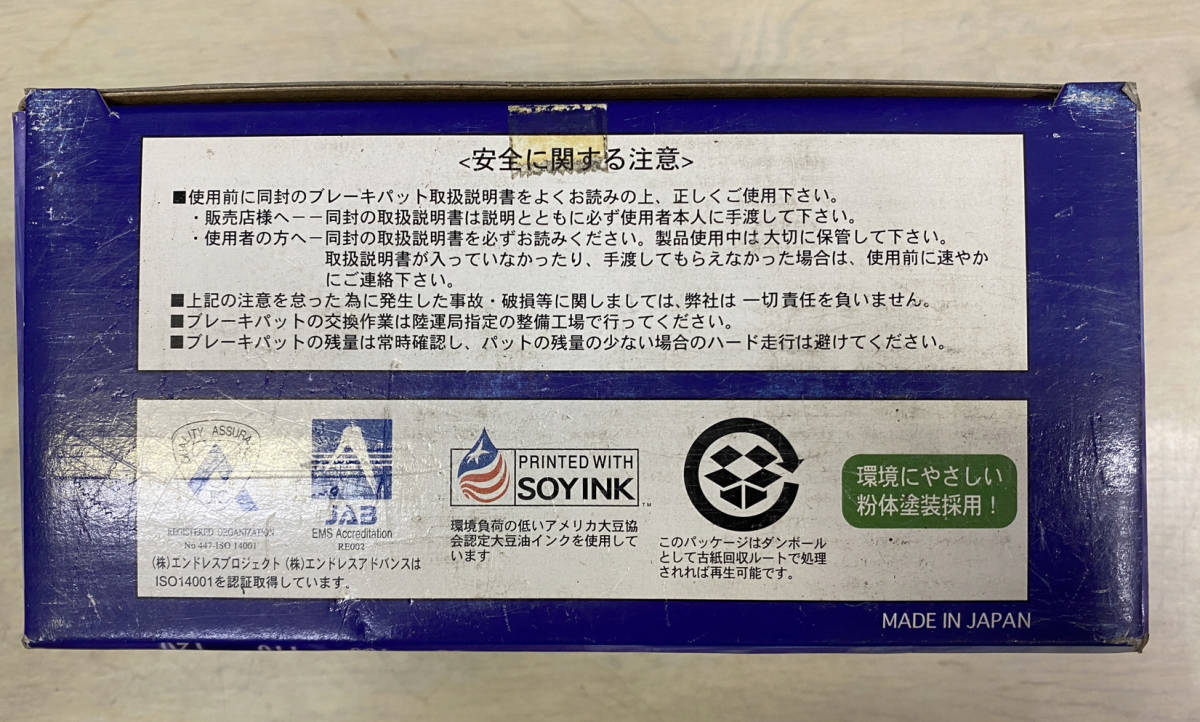 <安全に関する注意>
■使用前に同封のブレーキパット取扱説明書をよくお読みの上、正しくご使用下さい。
・販売店様へ−−同封の取扱説明書は説明とともに必ず使用者本人に手渡して下さい。
・使用者の方へ−同封の取扱説明書を必ずお読みください。製品使用中は大切に保管して下さい。
取扱説明書が入っていなかったり、手渡してもらえなかった場合は、使用前に速やか
にご連絡下さい。
■上記の注意を怠った為に発生した事故・破損等に関しましては、弊社は一切責任を負いません。
■ブレーキパットの交換作業は陸運局指定の整備工場で行ってください。
■ブレーキパットの残量は常時確認し、パットの残量の少ない場合のハード走行は避けてください。
QUALITY ASSURA
REGISTERED ORGANIZATION
No 447-ISO 14001
JAB
EMS Accreditation
RE002
(株)エンドレスプロジェクト (株)エンドレスアドバンスは
ISO14001を認証取得しています。
PRINTED WITH
SOY INK™
環境負荷の低いアメリカ大豆協
会認定大豆油インクを使用して
います
このパッケージはダンボール
として古紙回収ルートで処理
されれば再生可能です。
環境にやさしい
粉体塗装採用!
MADE IN JAPAN